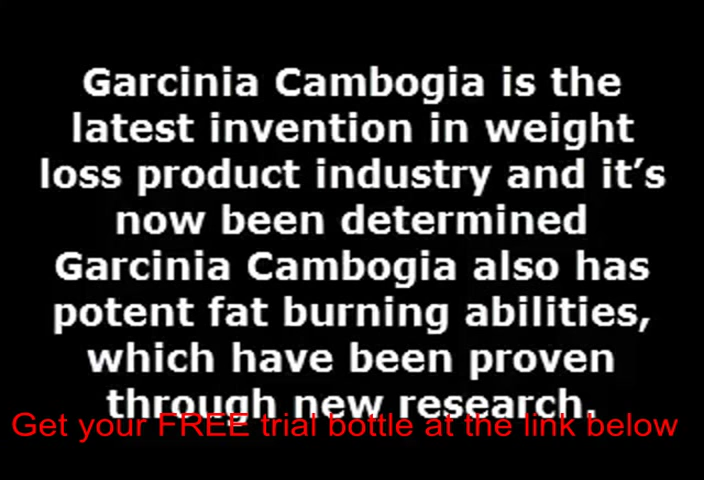 Garcinia Cambogia is the
latest invention in weight
loss product industry and it’s
now been determined
Garcinia Cambogia also has
potent fat burning abilities,
which have been proven
through new research.
Get your FREE trial bottle at the link below